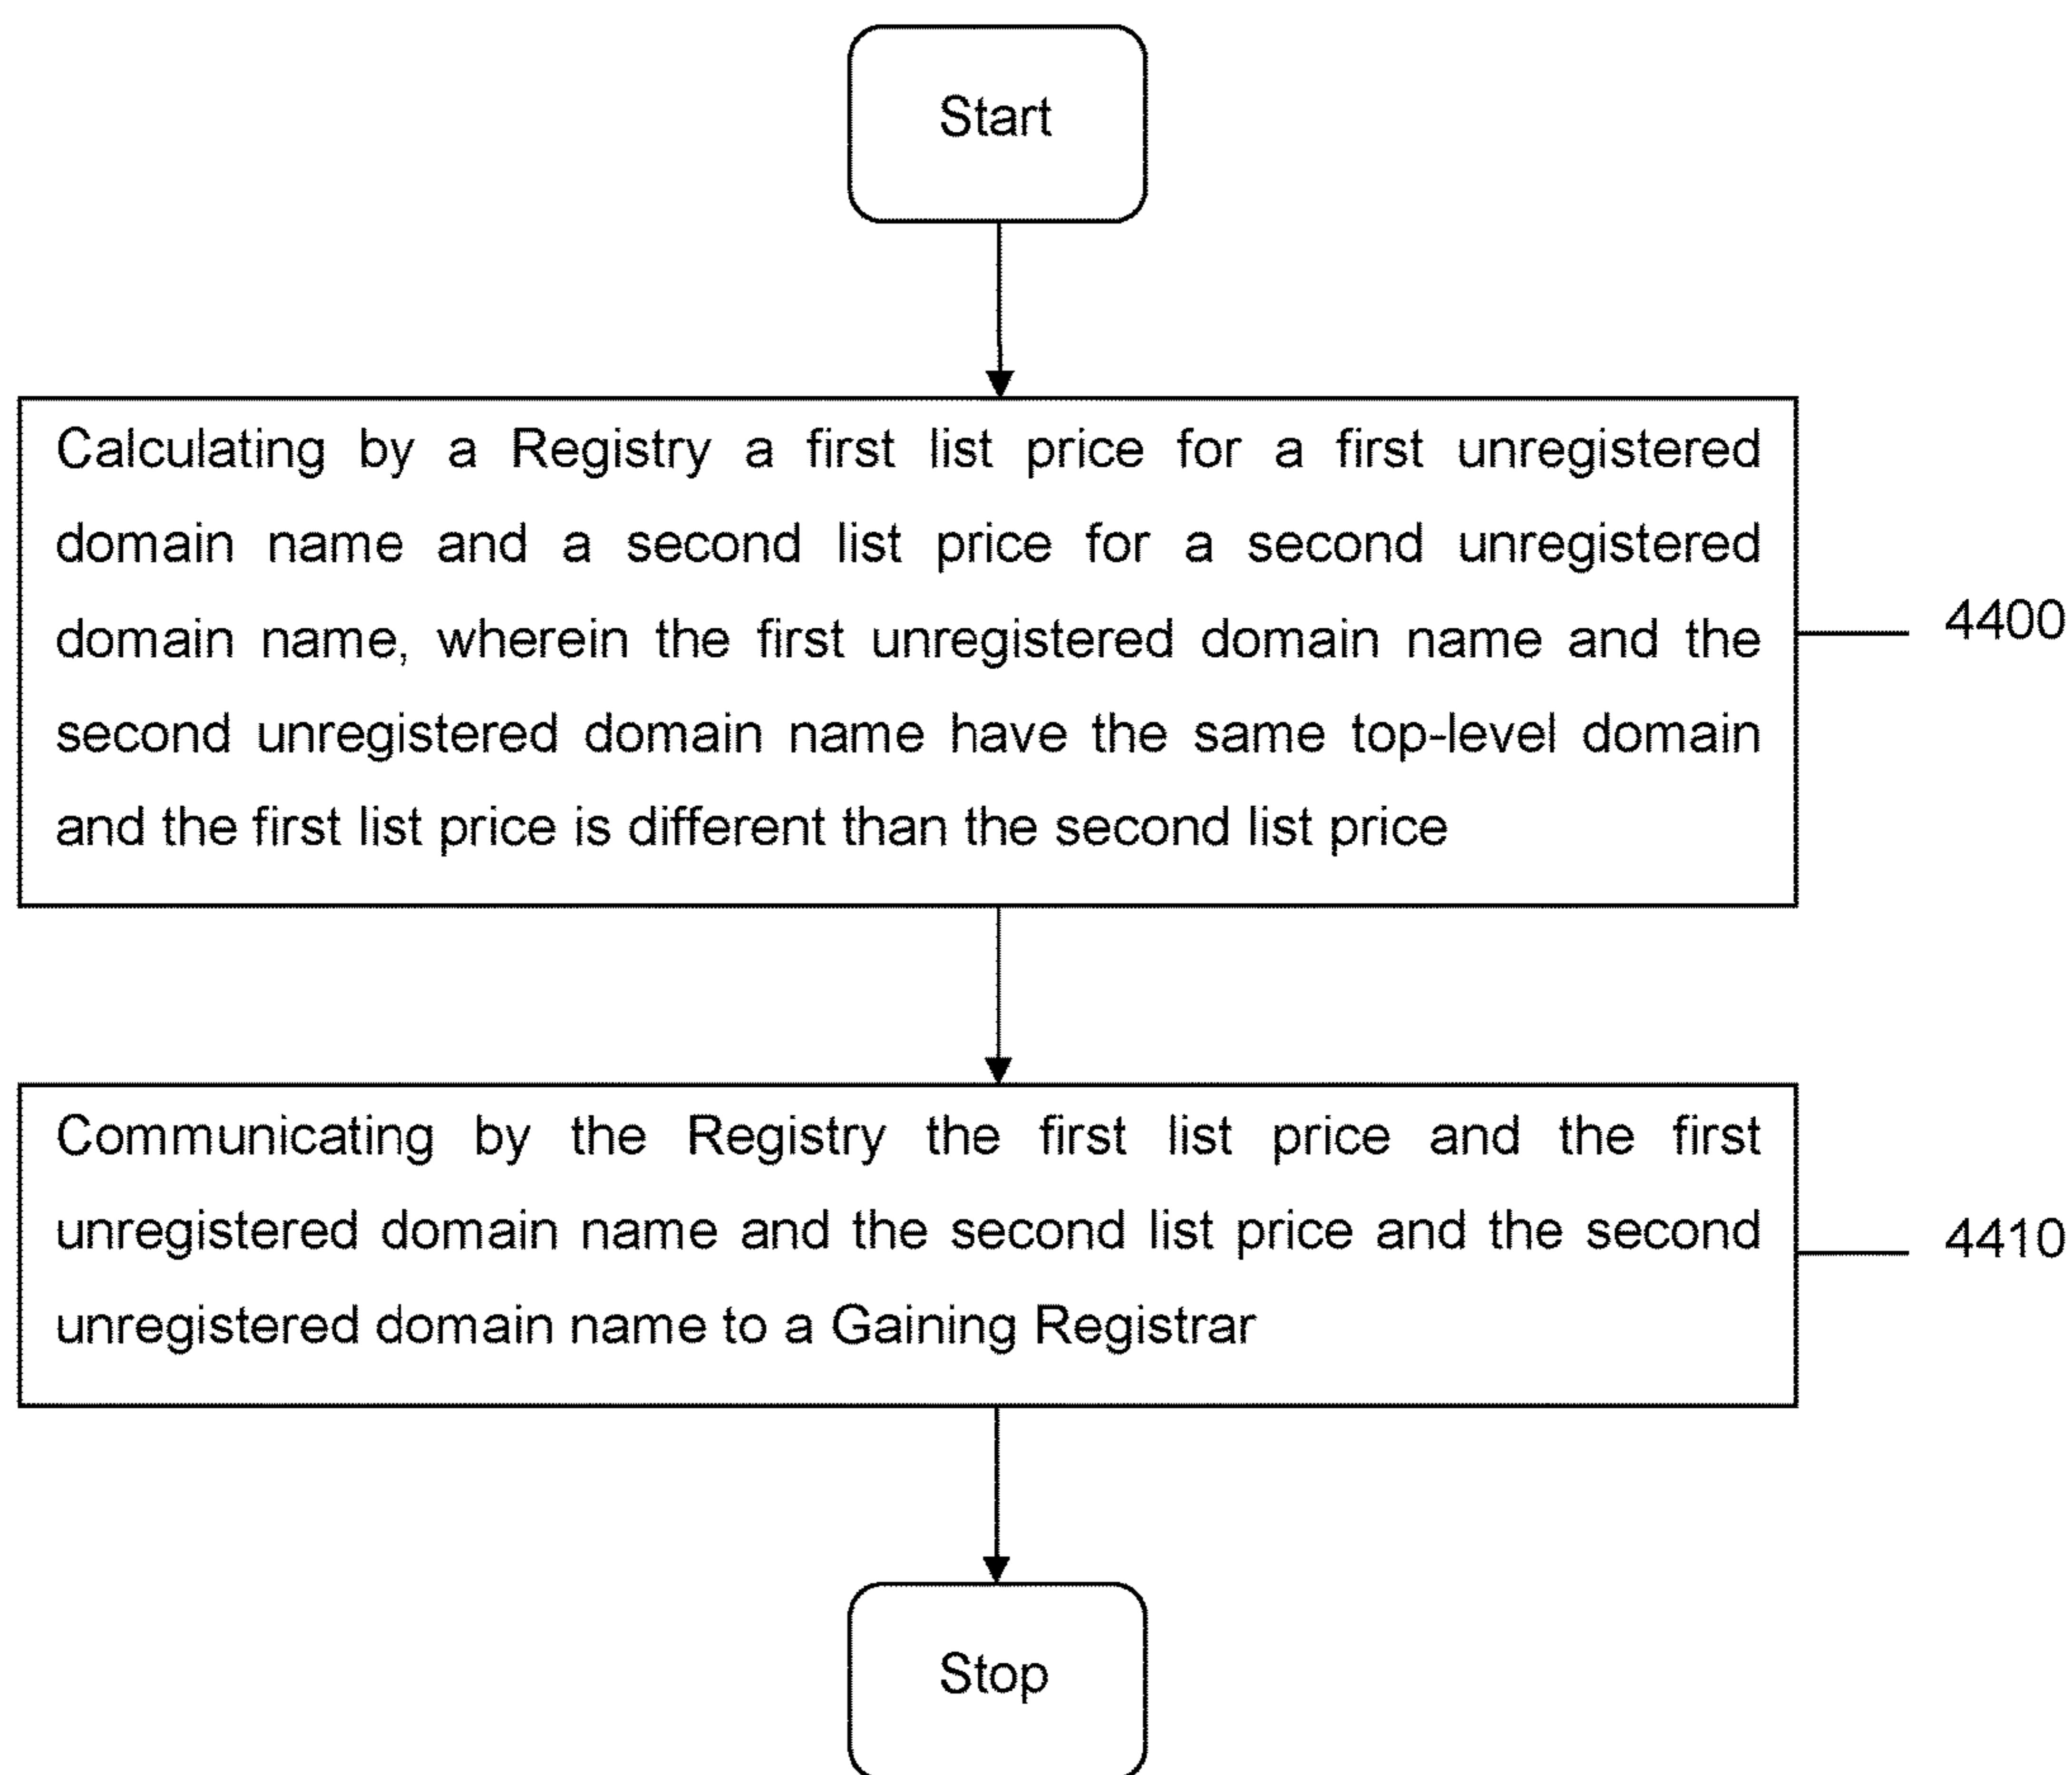 Start
Calculating by a Registry a first list price for a first unregistered
domain name and a second list price for a second unregistered
domain name, wherein the first unregistered domain name and the
second unregistered domain name have the same top-level domain
and the first list price is different than the second list price
4400
Communicating by the Registry the first list price and the first
unregistered domain name and the second list price and the second
unregistered domain name to a Gaining Registrar
4410
Stop